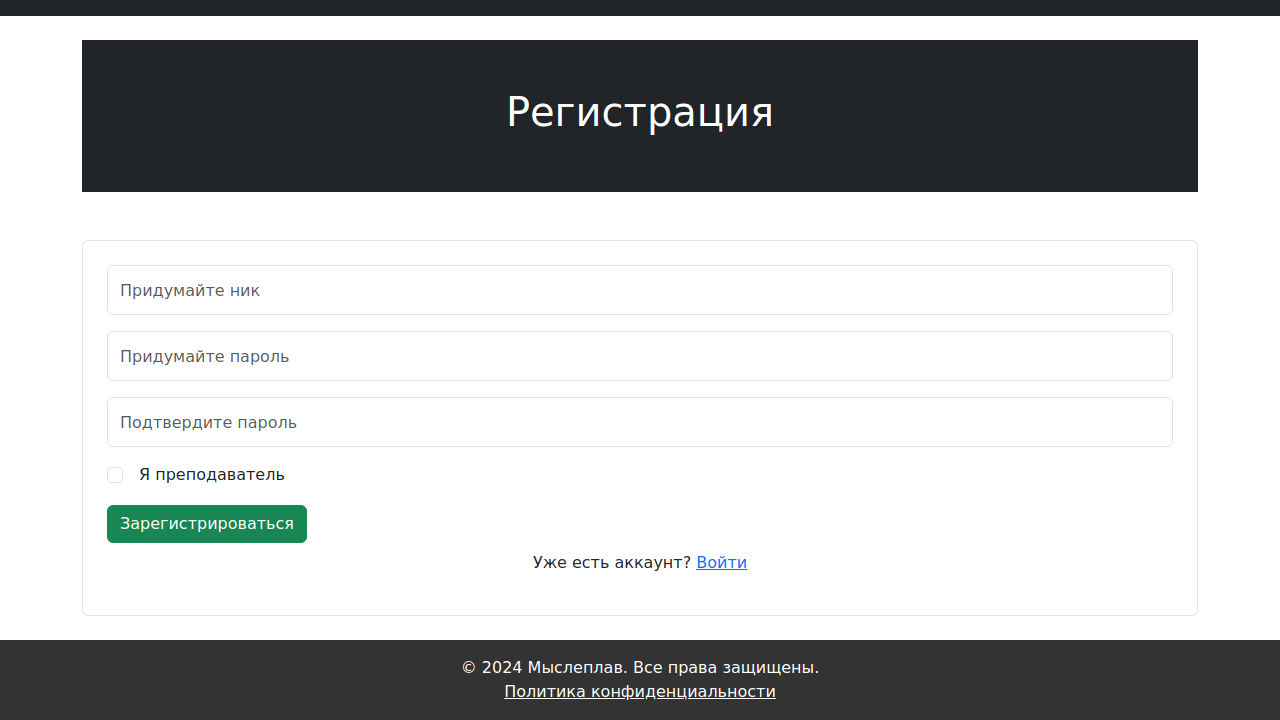 Регистрация
Придумайте ник
Придумайте пароль
Подтвердите пароль
Я преподаватель
Зарегистрироваться
Уже есть аккаунт? Войти
© 2024 Мыслеплав. Все права защищены.
Политика конфиденциальности